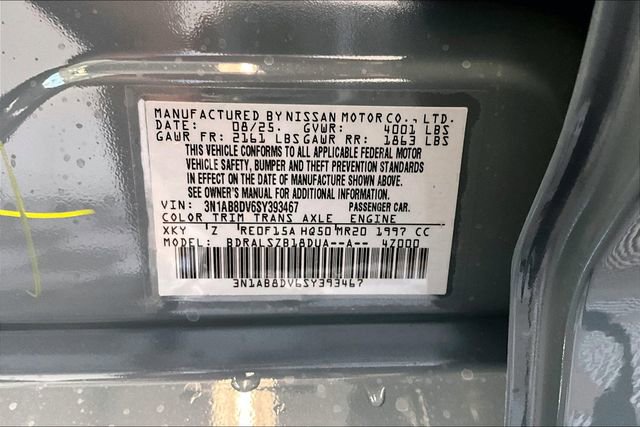 MANUFACTURED BY NISSAN MOTOR CO., LTD.
DATE: 08/25. GVWR: 4001 LBS
GAWR FR: 2161 LBS GAWR RR: 1863 LBS
THIS VEHICLE CONFORMS TO ALL APPLICABLE FEDERAL MOTOR
VEHICLE SAFETY, BUMPER AND THEFT PREVENTION STANDARDS
IN EFFECT ON THE DATE OF MANUFACTURE SHOWN ABOVE.
SEE OWNER'S MANUAL FOR ADDITIONAL INFORMATION.
VIN: 3N1AB8DV6SY393467 PASSENGER CAR.
COLOR TRIM TRANS AXLE ENGINE
XKY 'Z 'RE0F15A HQ50'MR20 1997 CC
MODEL: BDRALSZB18DUA--A-- 4Z000
3N1AB8DV6SY393467